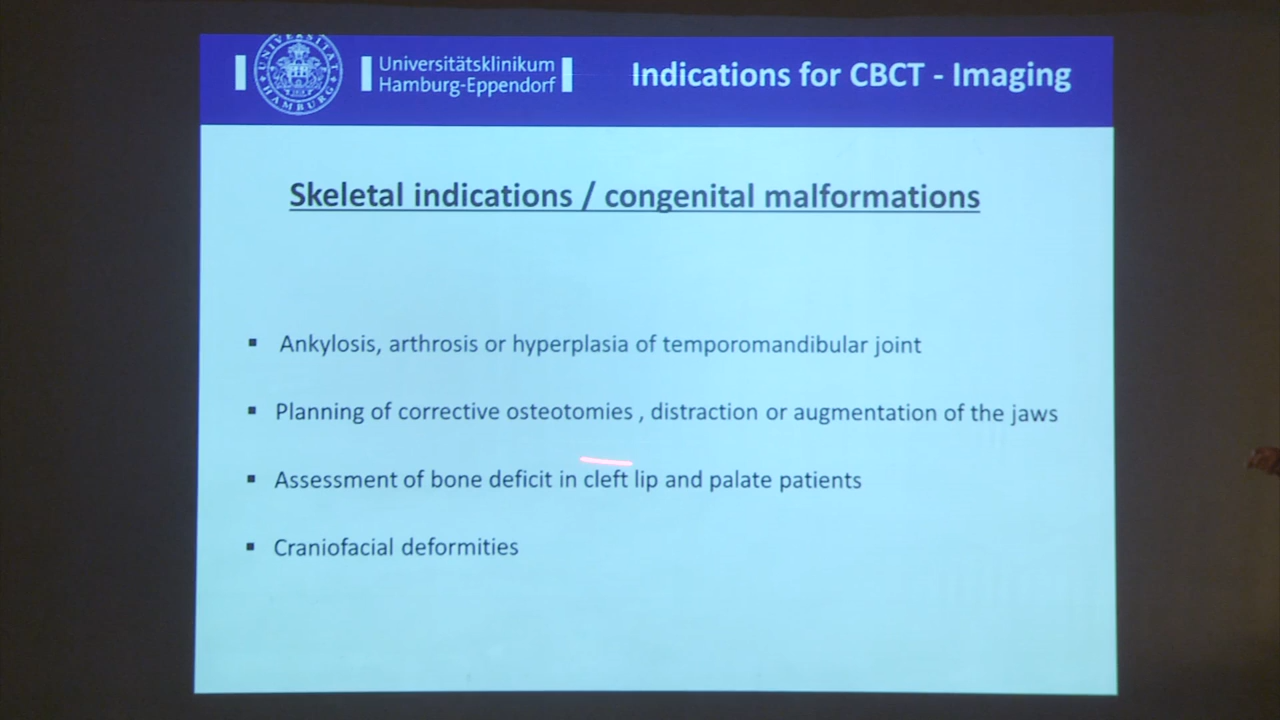 UNIVERSITÄT
HAMBURG
Universitätsklinikum
Hamburg-Eppendorf
Indications for CBCT - Imaging
Skeletal indications / congenital malformations
▪ Ankylosis, arthrosis or hyperplasia of temporomandibular joint
▪ Planning of corrective osteotomies , distraction or augmentation of the jaws
▪ Assessment of bone deficit in cleft lip and palate patients
▪ Craniofacial deformities